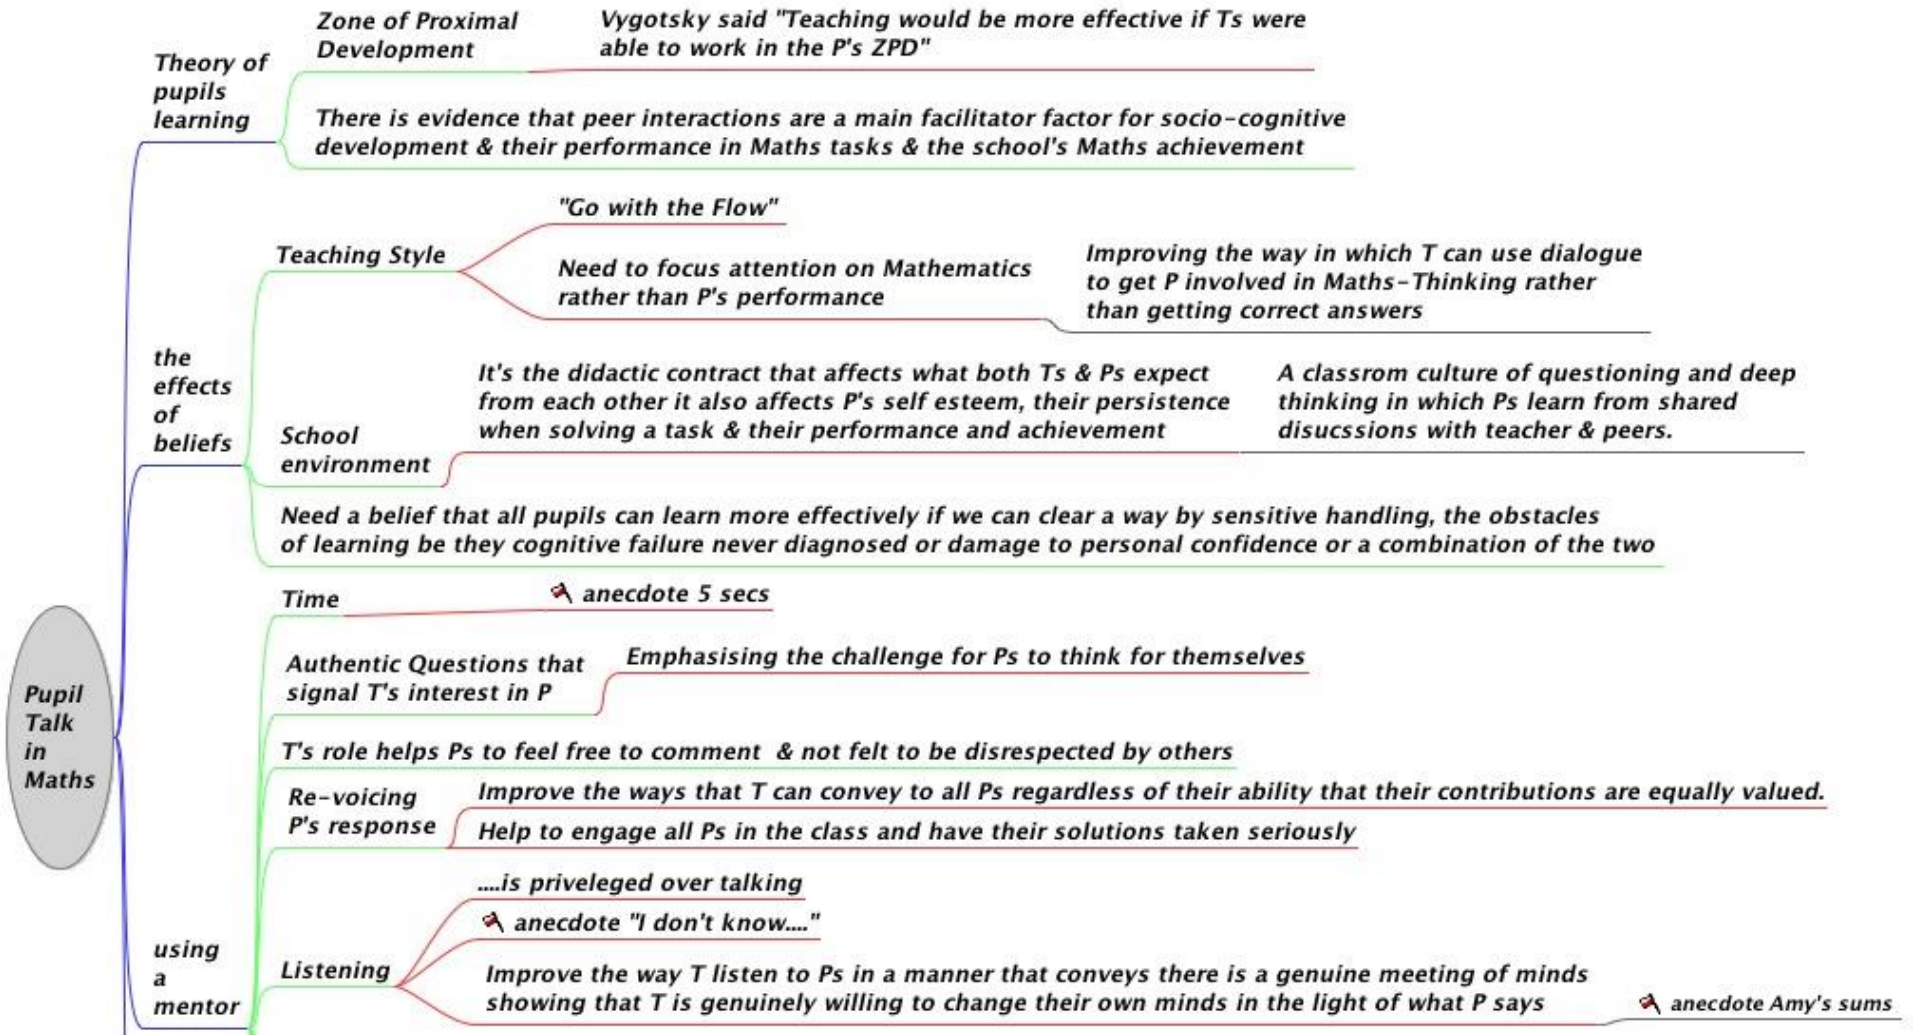 Zone of Proximal
Development
Vygotsky said "Teaching would be more effective if Ts were
able to work in the P's ZPD"
Theory of
pupils
learning
There is evidence that peer interactions are a main facilitator factor for socio-cognitive
development & their performance in Maths tasks & the school's Maths achievement
"Go with the Flow"
Teaching Style
Need to focus attention on Mathematics
rather than P's performance
Improving the way in which T can use dialogue
to get P involved in Maths-Thinking rather
than getting correct answers
the
effects
of
beliefs
School
environment
It's the didactic contract that affects what both Ts & Ps expect
from each other it also affects P's self esteem, their persistence
when solving a task & their performance and achievement
A classrom culture of questioning and deep
thinking in which Ps learn from shared
disucssions with teacher & peers.
Need a belief that all pupils can learn more effectively if we can clear a way by sensitive handling, the obstacles
of learning be they cognitive failure never diagnosed or damage to personal confidence or a combination of the two
Time
anecdote 5 secs
Authentic Questions that
signal T's interest in P
Emphasising the challenge for Ps to think for themselves
Pupil
Talk
in
Maths
T's role helps Ps to feel free to comment & not felt to be disrespected by others
Re-voicing
P's response
Improve the ways that T can convey to all Ps regardless of their ability that their contributions are equally valued.
Help to engage all Ps in the class and have their solutions taken seriously
....is priveleged over talking
anecdote "I don't know...."
using
a
mentor
Listening
Improve the way T listen to Ps in a manner that conveys there is a genuine meeting of minds
showing that T is genuinely willing to change their own minds in the light of what P says
anecdote Amy's sums